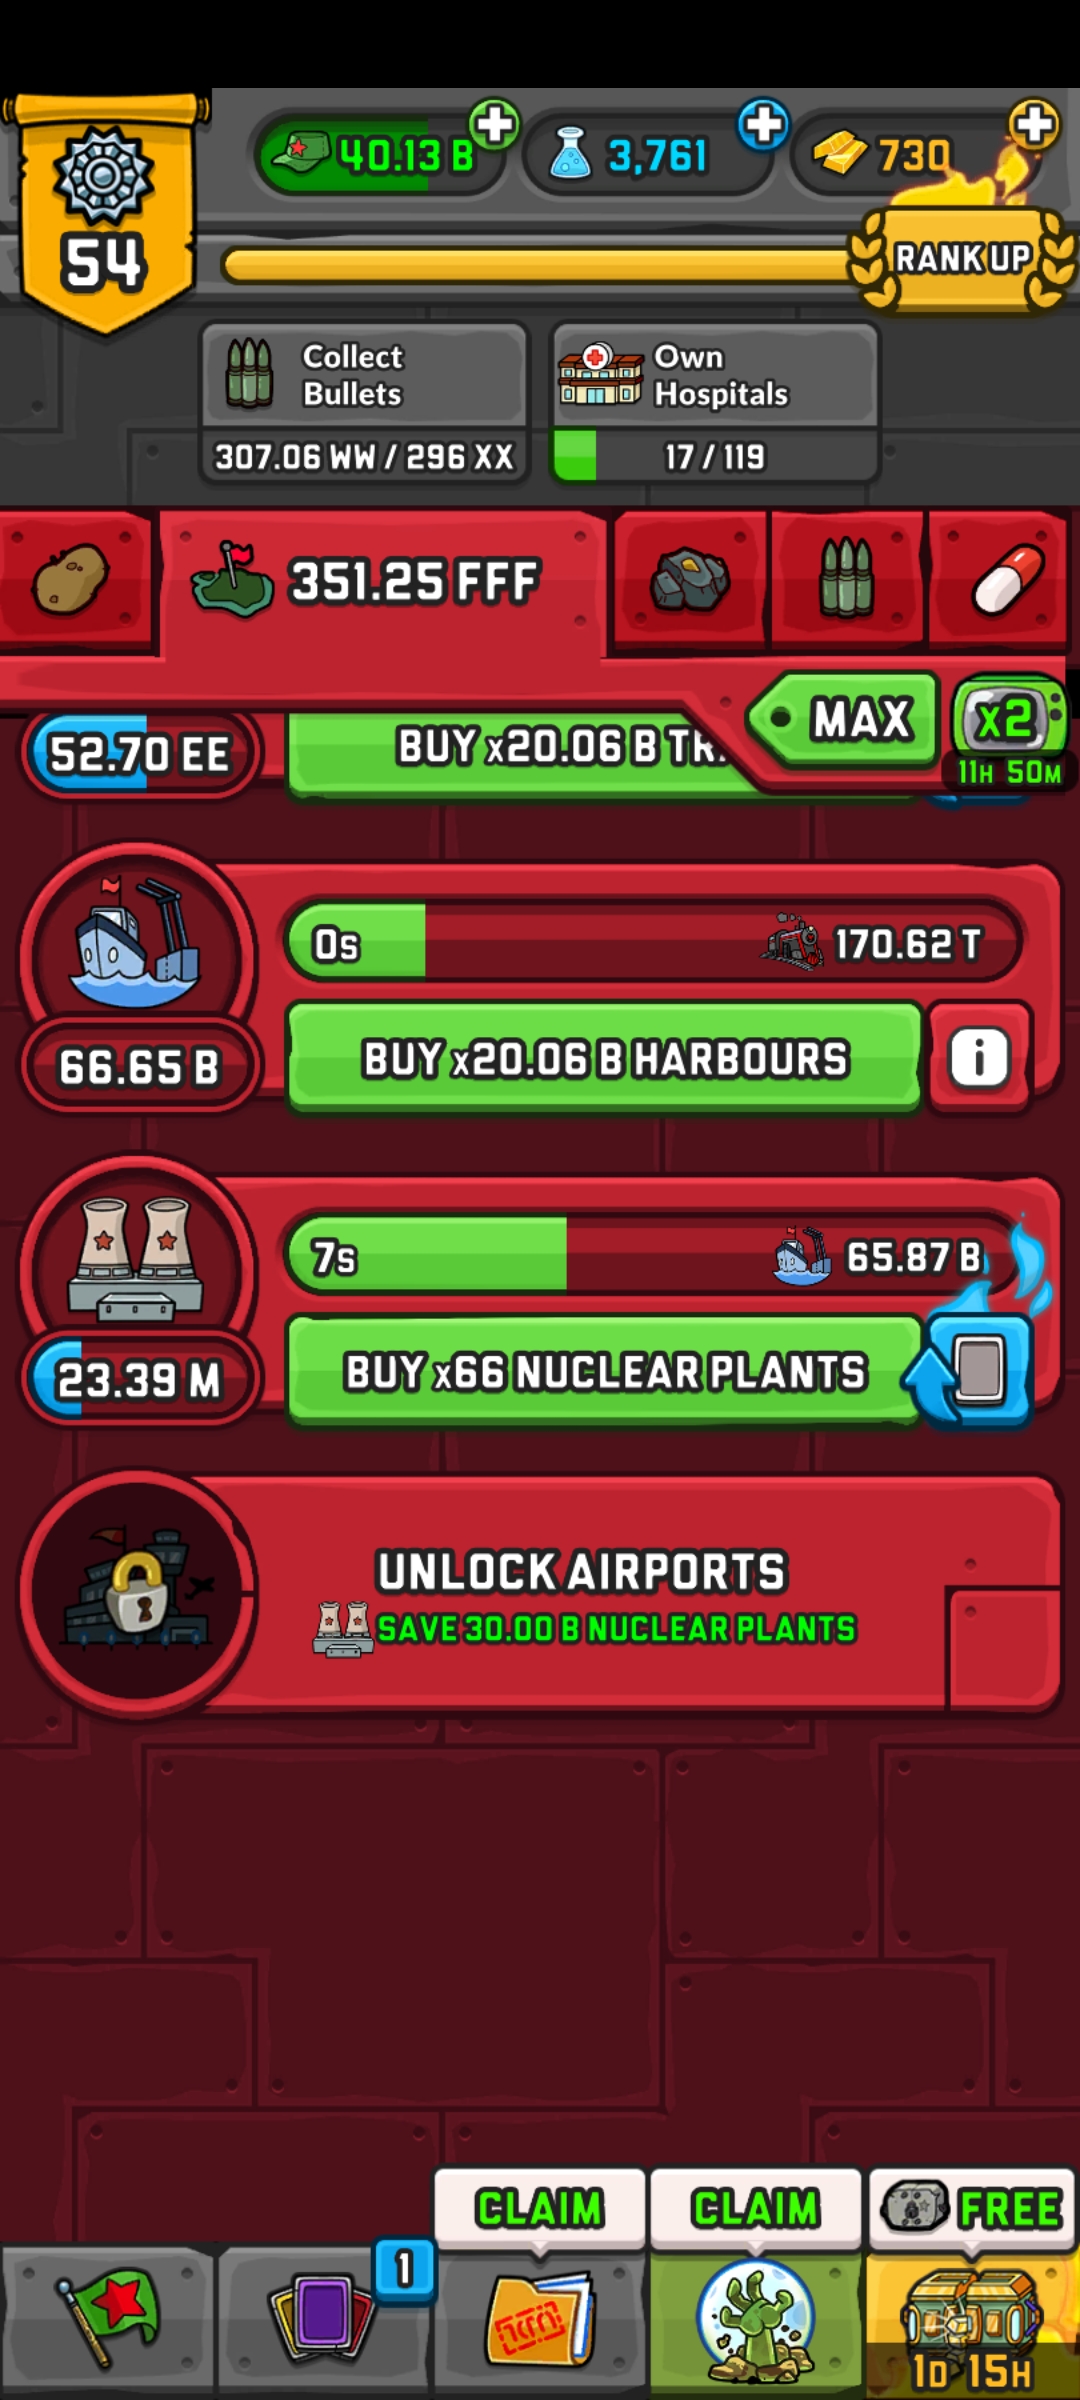 40.13 B
3,761
730
54
RANK UP
Collect
Bullets
307.06 WW / 296 XX
Own
Hospitals
17 / 119
351.25 FFF
MAX
x2
11H 50M
52.70 EE
BUY x20.06 B
0s
170.62 T
66.65 B
BUY x20.06 B HARBOURS
i
7s
65.87 B
23.39 M
BUY x66 NUCLEAR PLANTS
UNLOCK AIRPORTS
SAVE 30.00 B NUCLEAR PLANTS
CLAIM
CLAIM
FREE
1
1D 15H